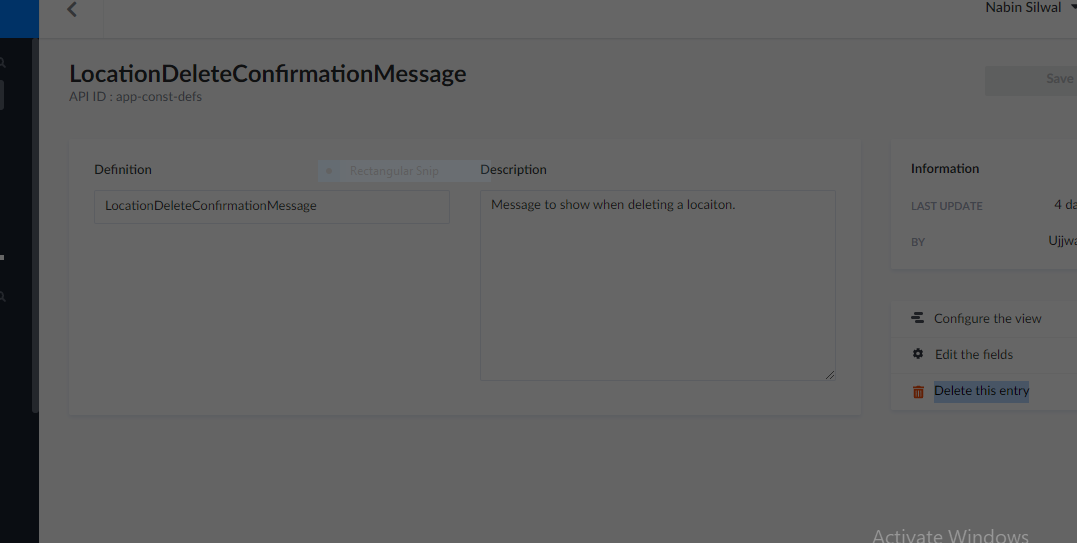 Nabin Silwal
LocationDeleteConfirmationMessage
API ID : app-const-defs
Save
Definition
Rectangular Snip
Description
LocationDeleteConfirmationMessage
Message to show when deleting a locaiton.
Information
LAST UPDATE
4 da
BY
Ujjwa
Configure the view
Edit the fields
Delete this entry
Activate Windows